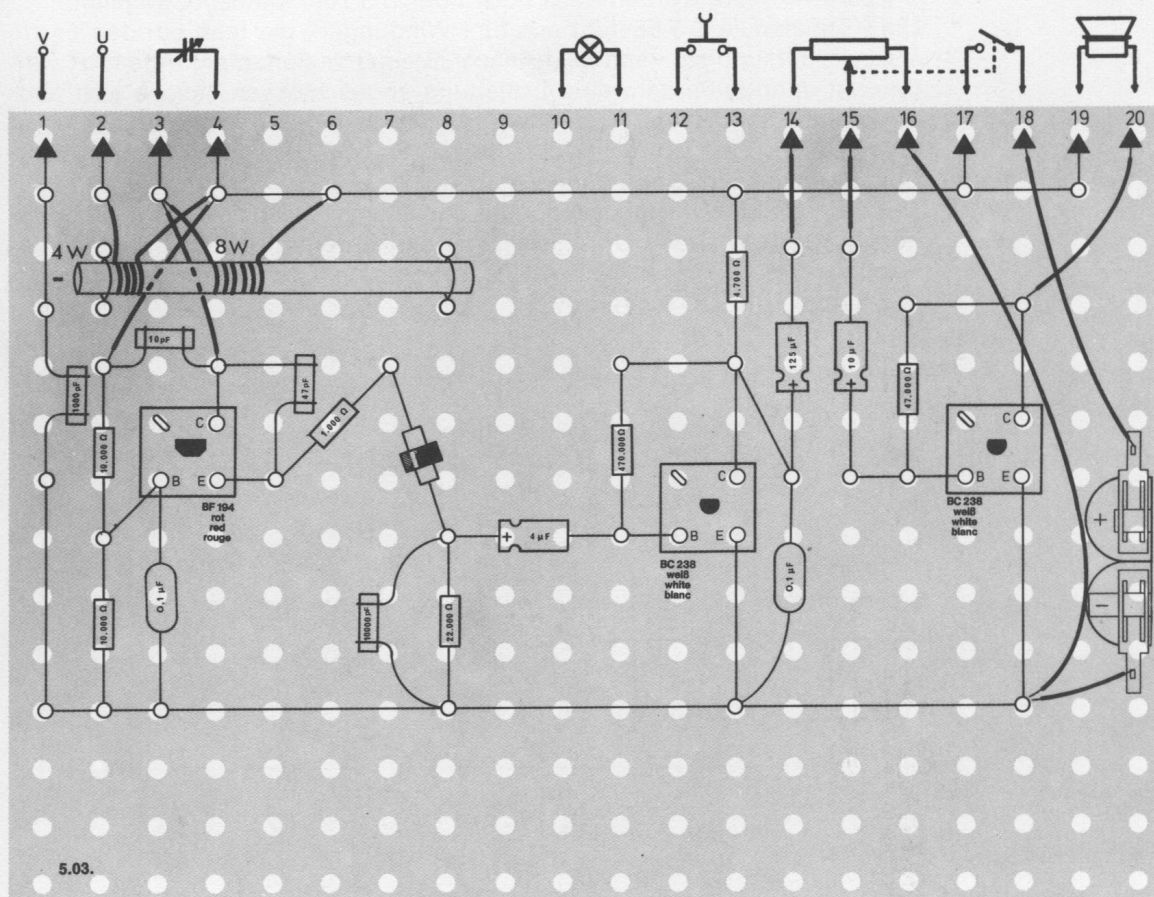 V
U
1 2 3 4 5 6 7 8 9 10 11 12 13 14 15 16 17 18 19 20
4W
8W
-
10pF
1000pF
47pF
1.000 Ω
10.000 Ω
C
B E
BF 194
rot
red
rouge
10.000 Ω
0,1 µF
+ 4 µF
10000pF
22.000 Ω
4.700 Ω
470.000Ω
C
B E
BC 238
weiß
white
blanc
125 µF
+
10 µF
+
0,1 µF
47.000Ω
C
B E
BC 238
weiß
white
blanc
+
-
5.03.